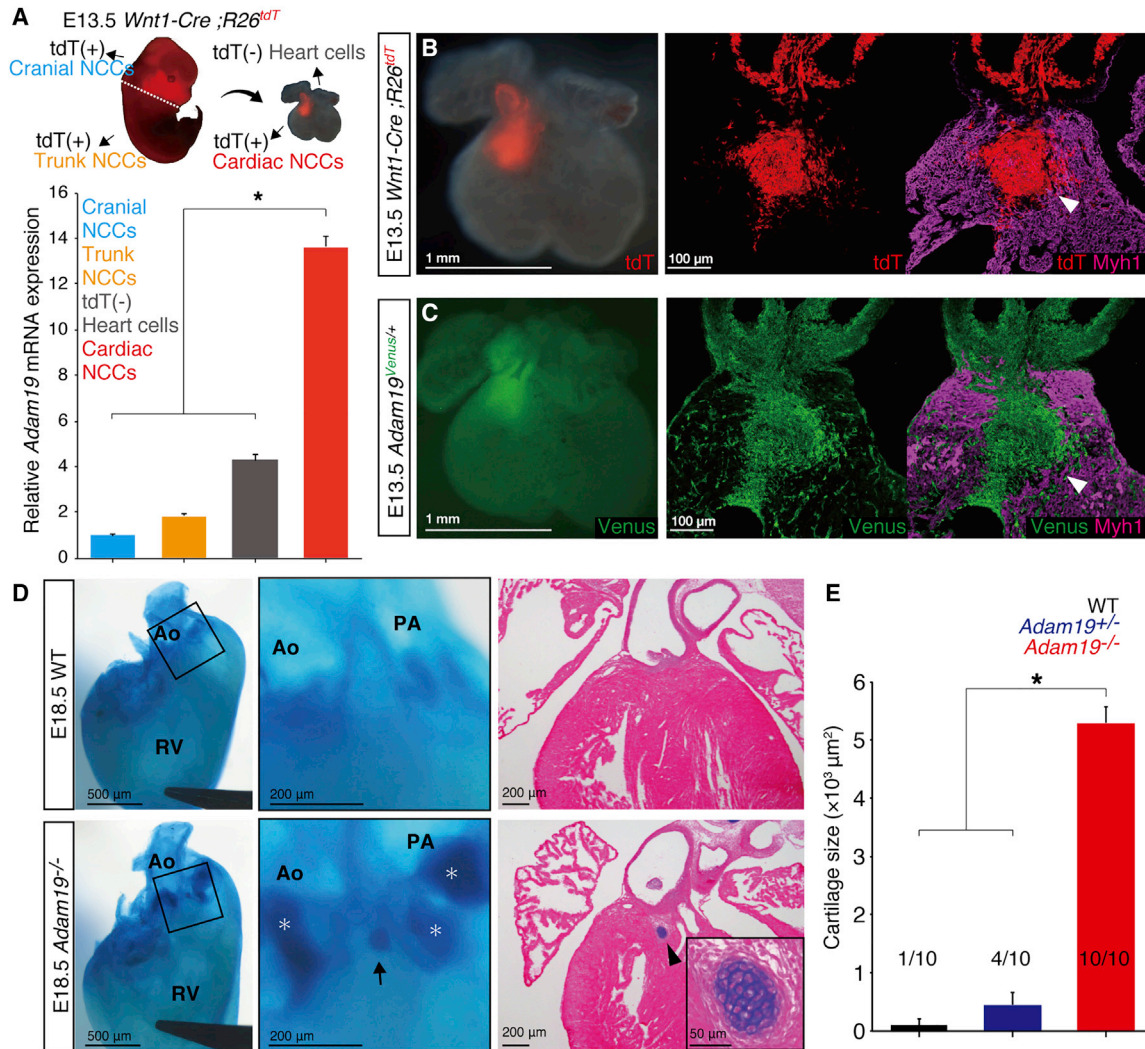 A
E13.5 Wnt1-Cre ;R26tdT
tdT(+)
Cranial NCCs
tdT(-) Heart cells
tdT(+)
Trunk NCCs
tdT(+)
Cardiac NCCs
Relative Adam19 mRNA expression
16
14
12
10
8
6
4
2
0
Cranial
NCCs
Trunk
NCCs
tdT(-)
Heart cells
Cardiac
NCCs
*
B
E13.5 Wnt1-Cre ;R26tdT
1 mm
tdT
100 µm
tdT
tdT Myh1
C
E13.5 Adam19Venus/+
1 mm
Venus
100 µm
Venus
Venus Myh1
D
E18.5 WT
Ao
RV
500 µm
Ao
PA
200 µm
200 µm
E18.5 Adam19-/-
Ao
RV
500 µm
Ao
PA
*
*
*
200 µm
200 µm
50 µm
E
WT
Adam19+/-
Adam19-/-
Cartilage size (×10³ µm²)
6
5
4
3
2
1
0
*
1/10
4/10
10/10